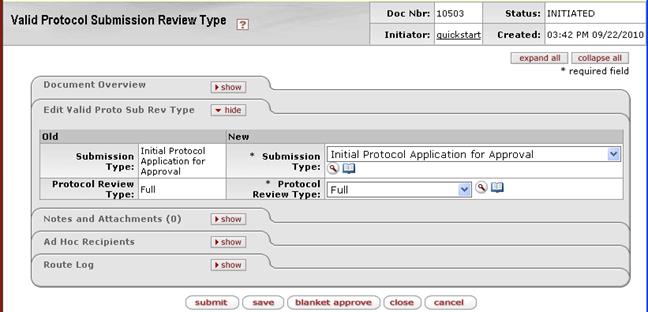 Valid Protocol Submission Review Type ?
Doc Nbr: 10503 Status: INITIATED
Initiator: quickstart Created: 03:42 PM 09/22/2010
expand all collapse all
* required field
Document Overview show
Edit Valid Proto Sub Rev Type hide
Old New
Submission Type: Initial Protocol Application for Approval * Submission Type: Initial Protocol Application for Approval
Protocol Review Type: Full * Protocol Review Type: Full
Notes and Attachments (0) show
Ad Hoc Recipients show
Route Log show
submit save blanket approve close cancel